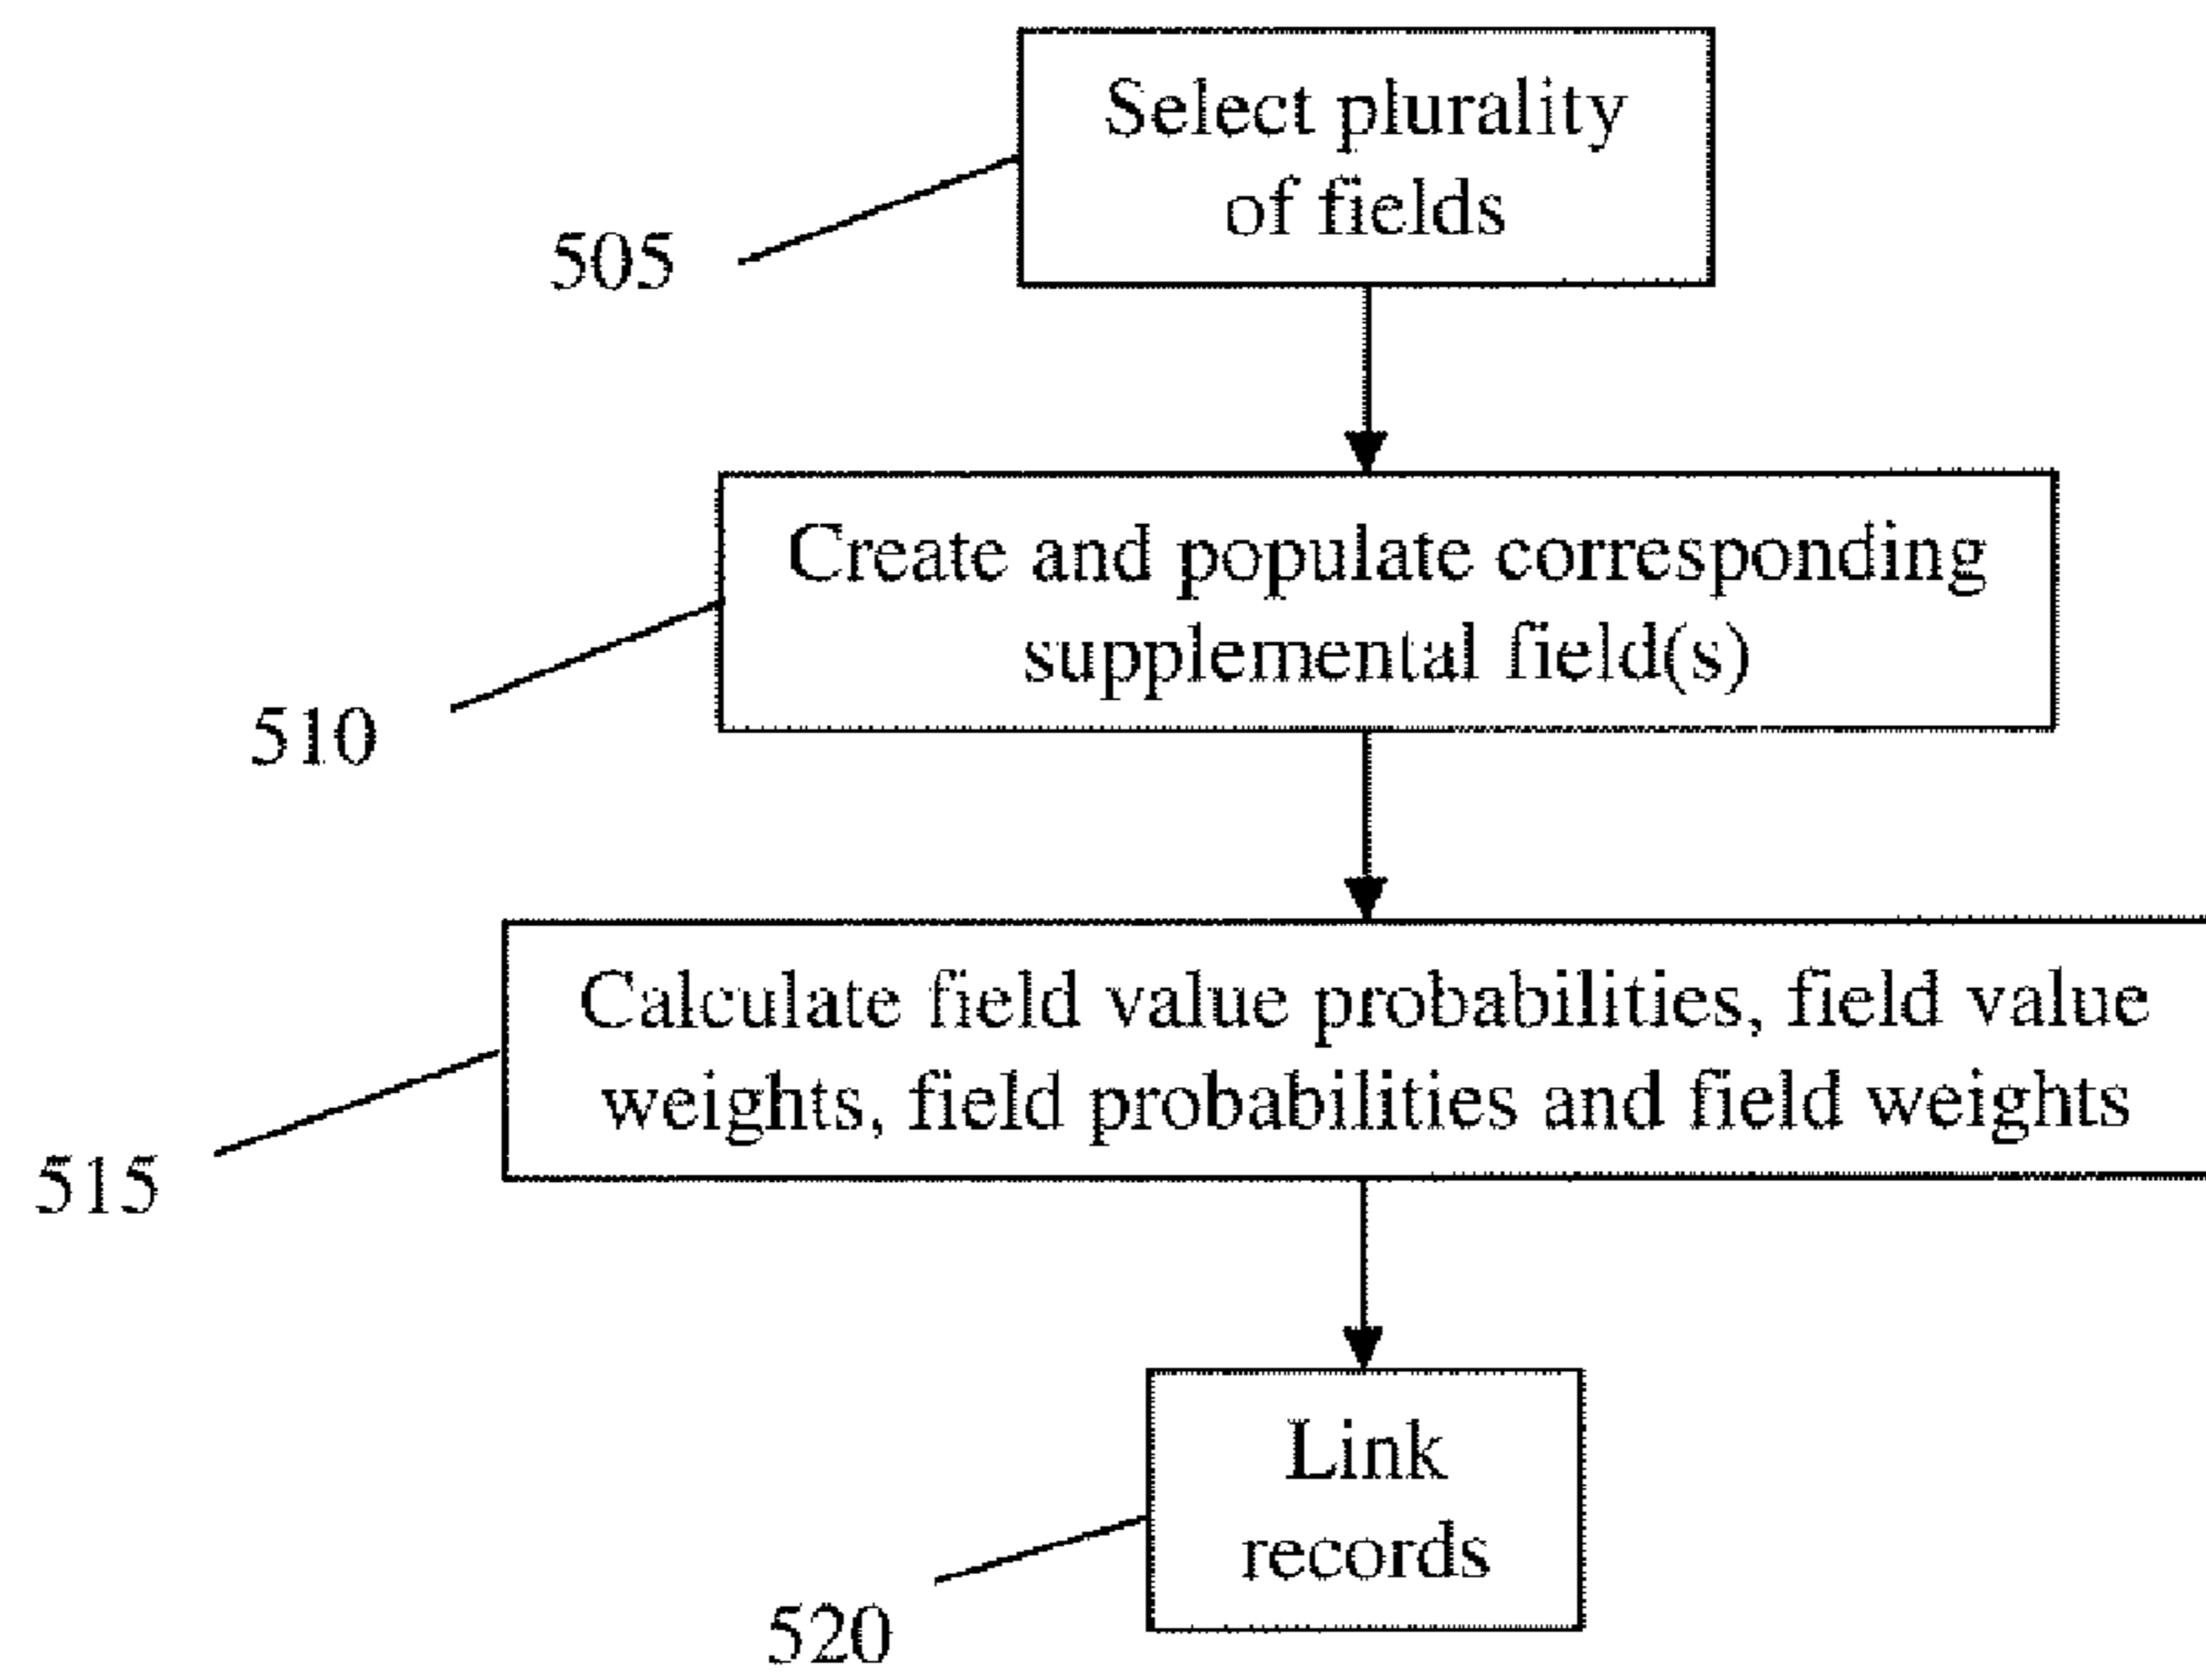 Select plurality
of fields
505
Create and populate corresponding
supplemental field(s)
510
Calculate field value probabilities, field value
weights, field probabilities and field weights
515
Link
records
520